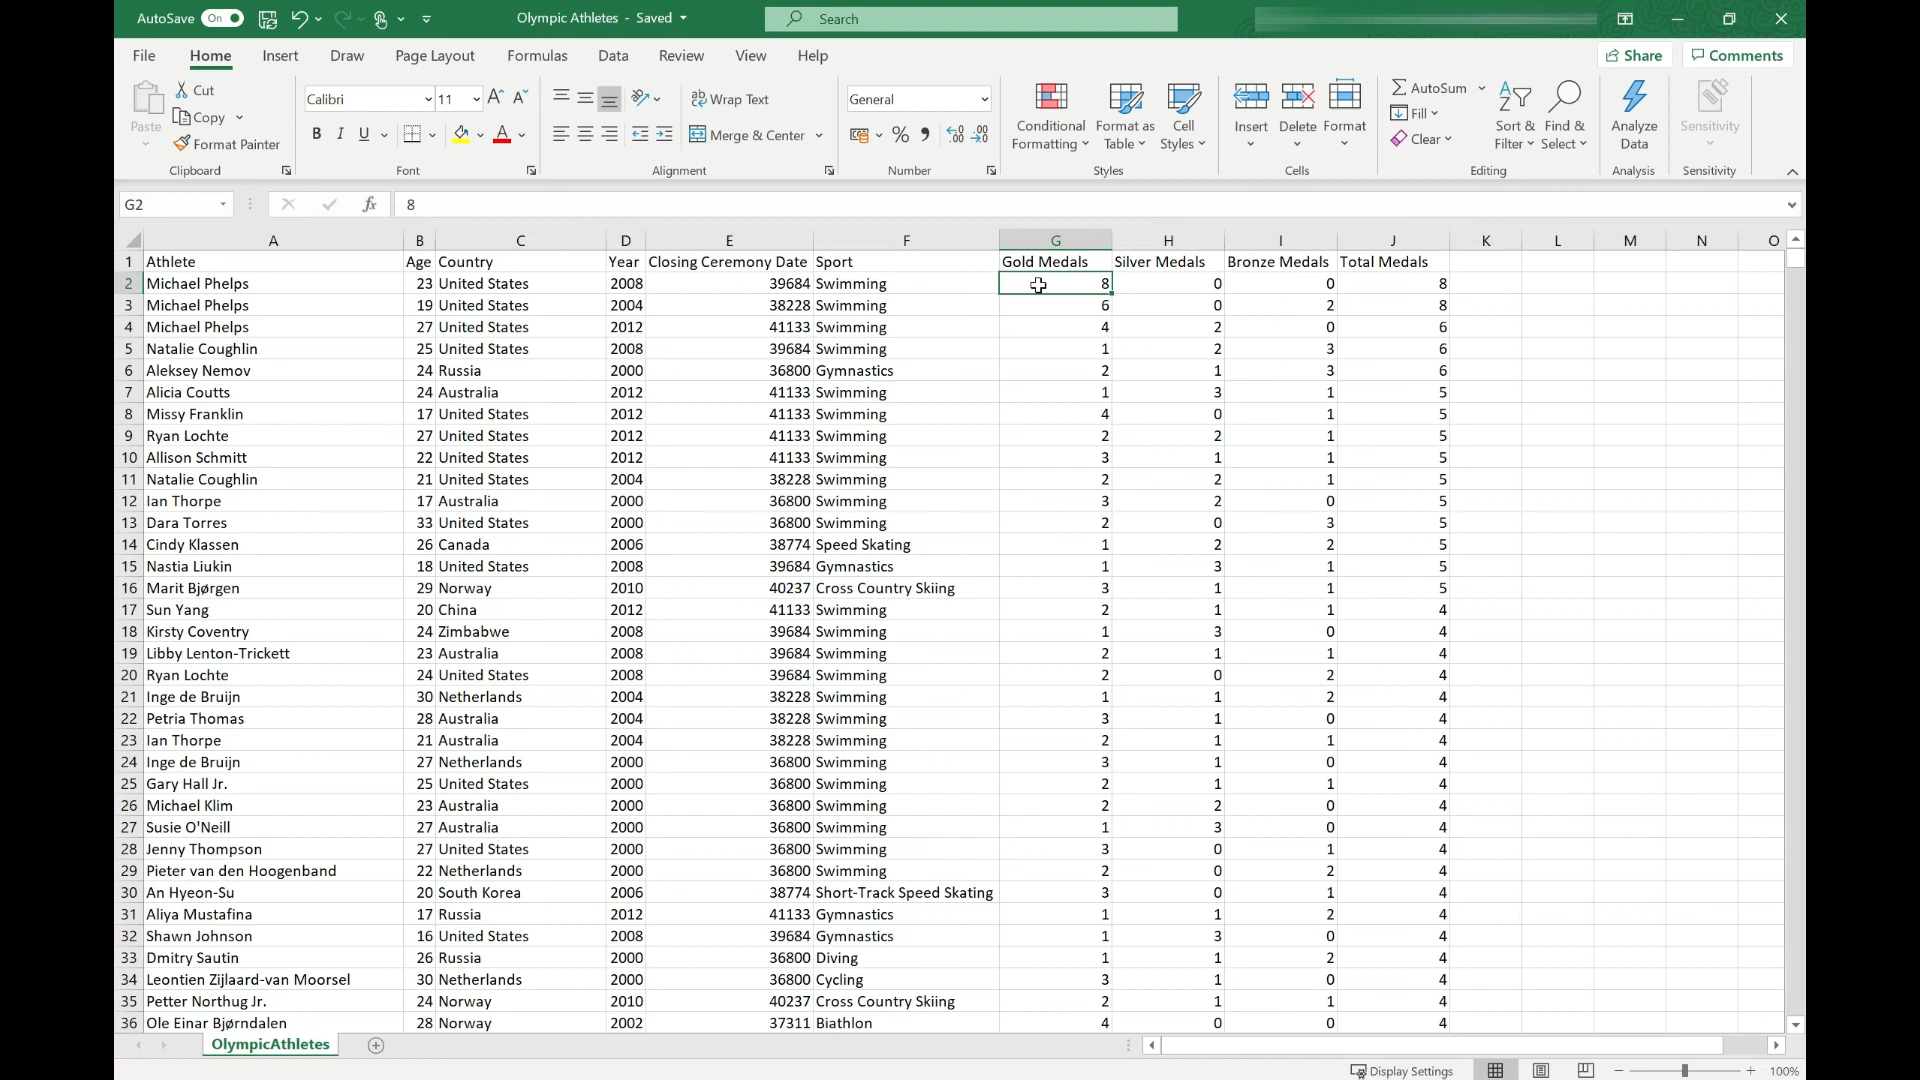 AutoSave On Olympic Athletes - Saved Search
File Home Insert Draw Page Layout Formulas Data Review View Help Share Comments
Paste Cut Copy Format Painter
Clipboard
Calibri 11
B I U A
Font
Wrap Text
Merge & Center
Alignment
General
% 9
Number
Conditional Formatting Format as Table Cell Styles
Styles
Insert Delete Format
Cells
AutoSum Fill Clear Sort & Filter Find & Select
Editing
Analyze Data
Analysis
Sensitivity
Sensitivity
G2 fx 8
A B C D E F G H I J K L M N O
1 Athlete Age Country Year Closing Ceremony Date Sport Gold Medals Silver Medals Bronze Medals Total Medals
2 Michael Phelps 23 United States 2008 39684 Swimming 8 0 0 8
3 Michael Phelps 19 United States 2004 38228 Swimming 6 0 2 8
4 Michael Phelps 27 United States 2012 41133 Swimming 4 2 0 6
5 Natalie Coughlin 25 United States 2008 39684 Swimming 1 2 3 6
6 Aleksey Nemov 24 Russia 2000 36800 Gymnastics 2 1 3 6
7 Alicia Coutts 24 Australia 2012 41133 Swimming 1 3 1 5
8 Missy Franklin 17 United States 2012 41133 Swimming 4 0 1 5
9 Ryan Lochte 27 United States 2012 41133 Swimming 2 2 1 5
10 Allison Schmitt 22 United States 2012 41133 Swimming 3 1 1 5
11 Natalie Coughlin 21 United States 2004 38228 Swimming 2 2 1 5
12 Ian Thorpe 17 Australia 2000 36800 Swimming 3 2 0 5
13 Dara Torres 33 United States 2000 36800 Swimming 2 0 3 5
14 Cindy Klassen 26 Canada 2006 38774 Speed Skating 1 2 2 5
15 Nastia Liukin 18 United States 2008 39684 Gymnastics 1 3 1 5
16 Marit Bjørgen 29 Norway 2010 40237 Cross Country Skiing 3 1 1 5
17 Sun Yang 20 China 2012 41133 Swimming 2 1 1 4
18 Kirsty Coventry 24 Zimbabwe 2008 39684 Swimming 1 3 0 4
19 Libby Lenton-Trickett 23 Australia 2008 39684 Swimming 2 1 1 4
20 Ryan Lochte 24 United States 2008 39684 Swimming 2 0 2 4
21 Inge de Bruijn 30 Netherlands 2004 38228 Swimming 1 1 2 4
22 Petria Thomas 28 Australia 2004 38228 Swimming 3 1 0 4
23 Ian Thorpe 21 Australia 2004 38228 Swimming 2 1 1 4
24 Inge de Bruijn 27 Netherlands 2000 36800 Swimming 3 1 0 4
25 Gary Hall Jr. 25 United States 2000 36800 Swimming 2 1 1 4
26 Michael Klim 23 Australia 2000 36800 Swimming 2 2 0 4
27 Susie O'Neill 27 Australia 2000 36800 Swimming 1 3 0 4
28 Jenny Thompson 27 United States 2000 36800 Swimming 3 0 1 4
29 Pieter van den Hoogenband 22 Netherlands 2000 36800 Swimming 2 0 2 4
30 An Hyeon-Su 20 South Korea 2006 38774 Short-Track Speed Skating 3 0 1 4
31 Aliya Mustafina 17 Russia 2012 41133 Gymnastics 1 1 2 4
32 Shawn Johnson 16 United States 2008 39684 Gymnastics 1 3 0 4
33 Dmitry Sautin 26 Russia 2000 36800 Diving 1 1 2 4
34 Leontien Zijlaard-van Moorsel 30 Netherlands 2000 36800 Cycling 3 1 0 4
35 Petter Northug Jr. 24 Norway 2010 40237 Cross Country Skiing 2 1 1 4
36 Ole Einar Bjørndalen 28 Norway 2002 37311 Biathlon 4 0 0 4
OlympicAthletes
Display Settings 100%